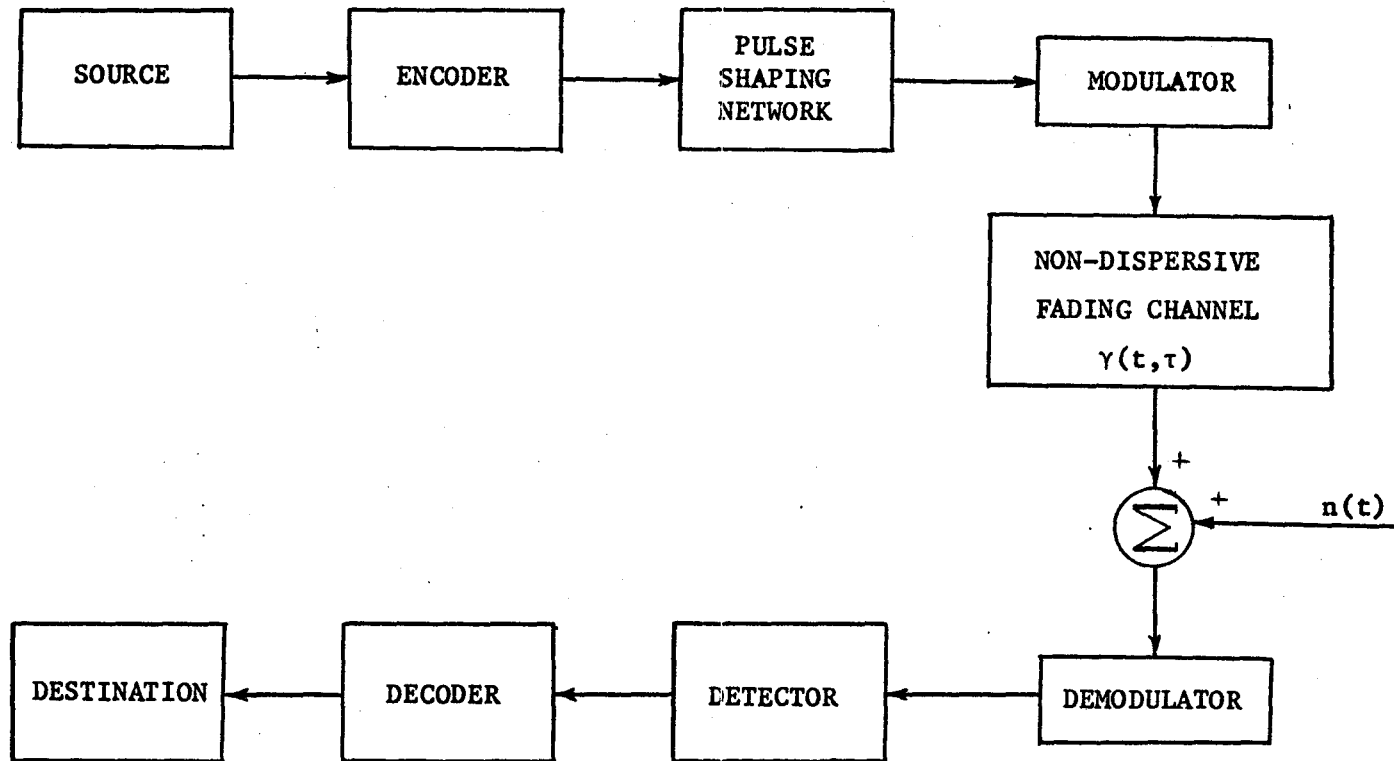 SOURCE
ENCODER
PULSE
SHAPING
NETWORK
MODULATOR
NON-DISPERSIVE
FADING CHANNEL
γ(t,τ)
+
+
n(t)
Σ
DESTINATION
DECODER
DETECTOR
DEMODULATOR